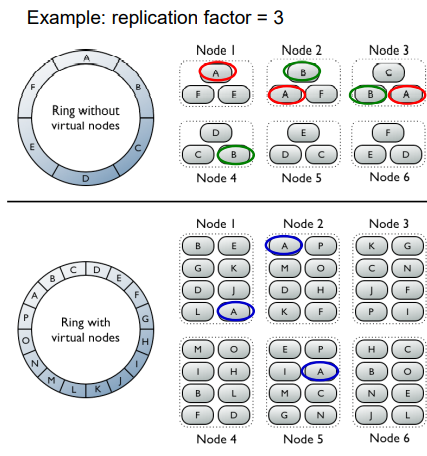 Example: replication factor = 3
Node 1 Node 2 Node 3
A
F E
B
A F
C
B A
A
B
C
D
E
F
Ring without
virtual nodes
D
C B
E
D C
F
E D
Node 4 Node 5 Node 6
Node 1 Node 2 Node 3
B E
G K
D J
L A
A P
M O
D H
K F
K G
C N
J F
P I
A
B
C
D
E
F
G
H
I
J
K
L
M
N
O
P
Ring with
virtual nodes
M O
I H
B L
F D
E P
I A
M C
G N
H C
B O
N E
J L
Node 4 Node 5 Node 6